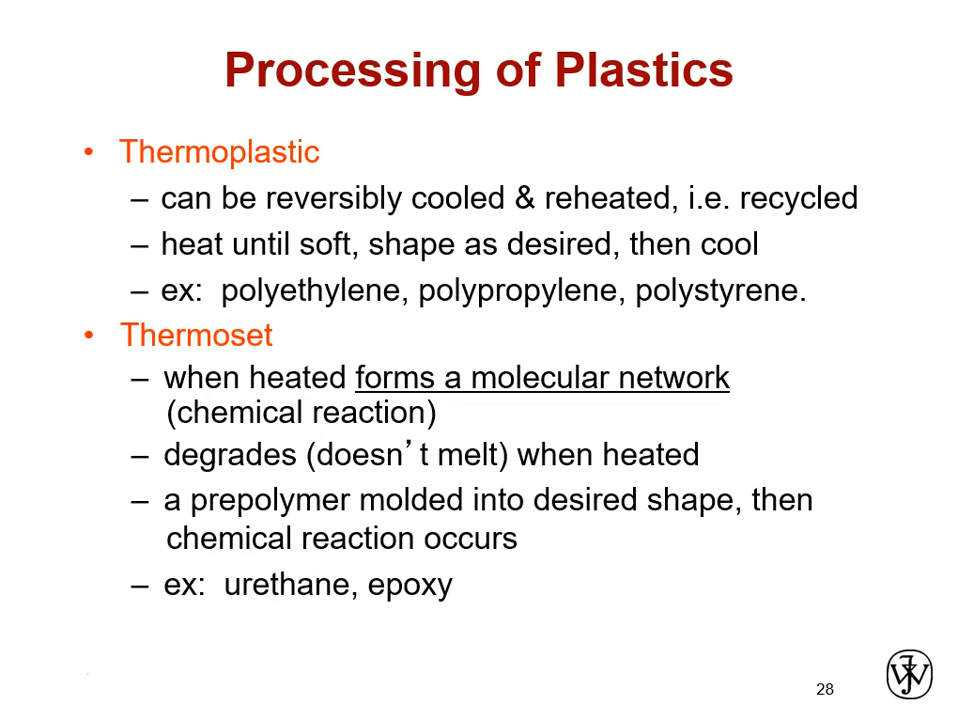 Processing of Plastics
• Thermoplastic
– can be reversibly cooled & reheated, i.e. recycled
– heat until soft, shape as desired, then cool
– ex: polyethylene, polypropylene, polystyrene.
• Thermoset
– when heated forms a molecular network
(chemical reaction)
– degrades (doesn’t melt) when heated
– a prepolymer molded into desired shape, then
chemical reaction occurs
– ex: urethane, epoxy
28
JW